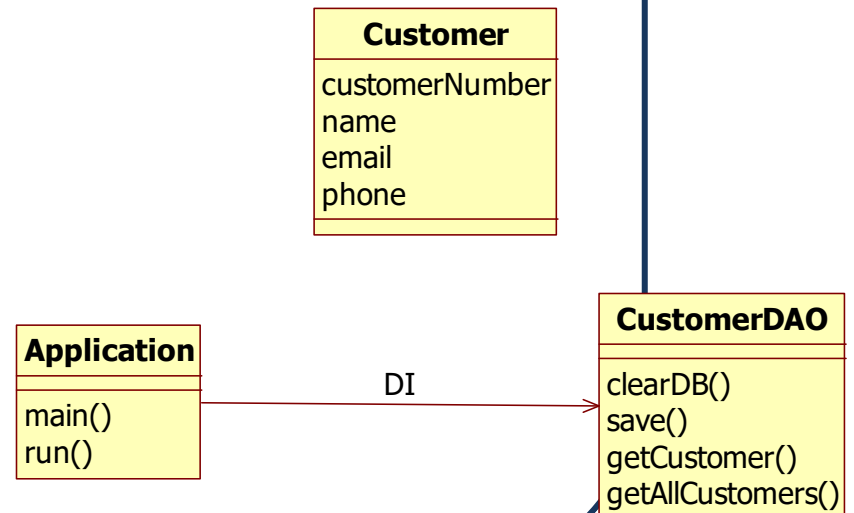 Customer
customerNumber
name
email
phone
Application
main()
run()
DI
CustomerDAO
clearDB()
save()
getCustomer()
getAllCustomers()